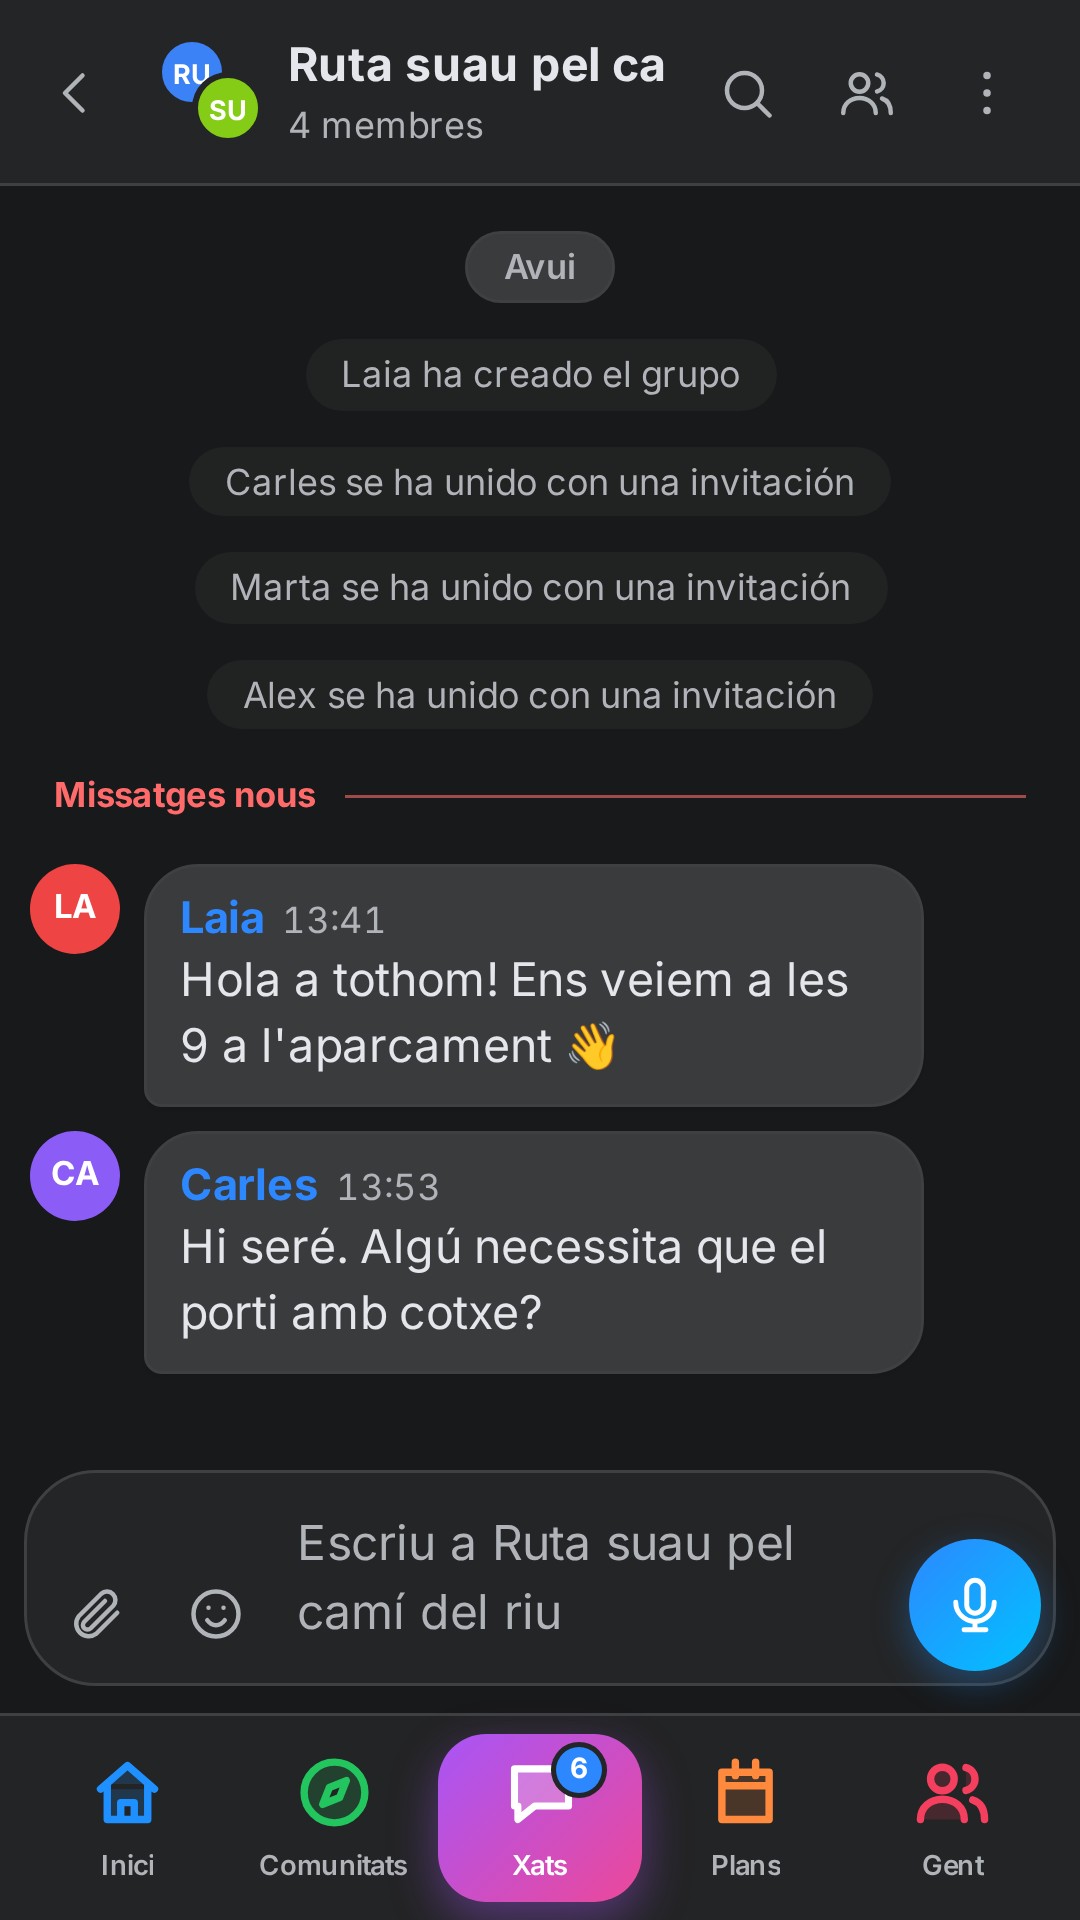 RU
SU
Ruta suau pel ca
4 membres
Avui
Laia ha creado el grupo
Carles se ha unido con una invitación
Marta se ha unido con una invitación
Alex se ha unido con una invitación
Missatges nous
LA
Laia 13:41
Hola a tothom! Ens veiem a les
9 a l'aparcament 👋
CA
Carles 13:53
Hi seré. Algú necessita que el
porti amb cotxe?
Escriu a Ruta suau pel
camí del riu
6
Inici
Comunitats
Xats
Plans
Gent